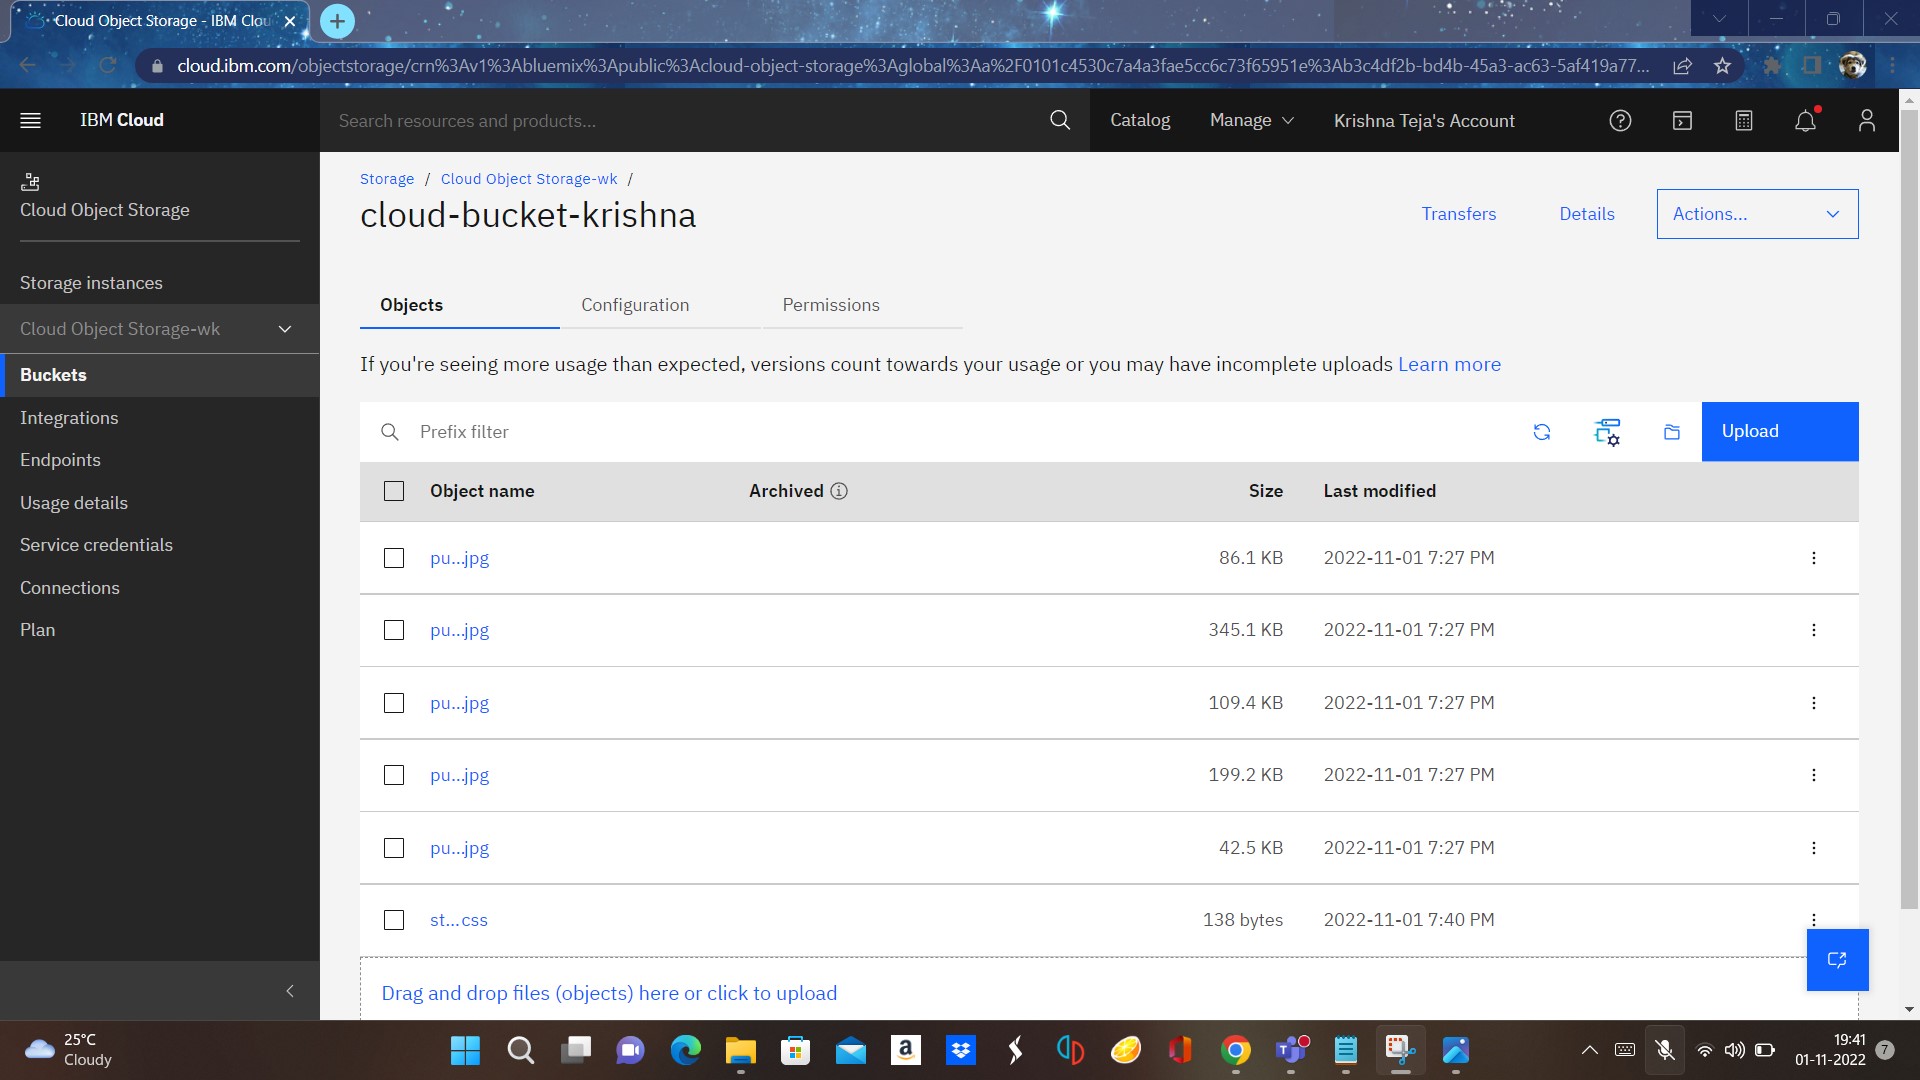 Cloud Object Storage - IBM Clou
cloud.ibm.com/objectstorage/crn%3Av1%3Abluemix%3Apublic%3Acloud-object-storage%3Aglobal%3Aa%2F0101c4530c7a4a3fae5cc6c73f65951e%3Ab3c4df2b-bd4b-45a3-ac63-5af419a77...
IBM Cloud
Search resources and products...
Catalog
Manage
Krishna Teja's Account
Cloud Object Storage
Storage instances
Cloud Object Storage-wk
Buckets
Integrations
Endpoints
Usage details
Service credentials
Connections
Plan
Storage / Cloud Object Storage-wk /
cloud-bucket-krishna
Transfers
Details
Actions...
Objects
Configuration
Permissions
If you're seeing more usage than expected, versions count towards your usage or you may have incomplete uploads Learn more
Prefix filter
Upload
Object name Archived Size Last modified
pu...jpg 86.1 KB 2022-11-01 7:27 PM
pu...jpg 345.1 KB 2022-11-01 7:27 PM
pu...jpg 109.4 KB 2022-11-01 7:27 PM
pu...jpg 199.2 KB 2022-11-01 7:27 PM
pu...jpg 42.5 KB 2022-11-01 7:27 PM
st...css 138 bytes 2022-11-01 7:40 PM
Drag and drop files (objects) here or click to upload
25°C
Cloudy
a
19:41
01-11-2022
7